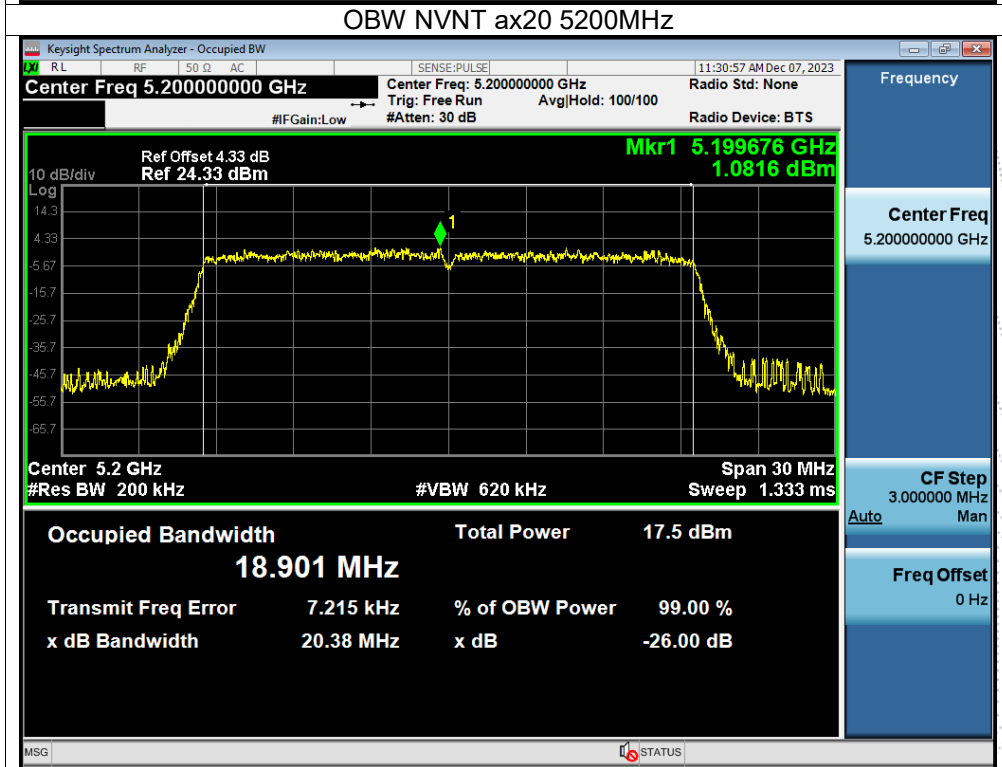 OBW NVNT ax20 5200MHz
Keysight Spectrum Analyzer - Occupied BW
LXI RL RF 50 Ω AC SENSE:PULSE 11:30:57 AM Dec 07, 2023
Center Freq 5.200000000 GHz
Center Freq: 5.200000000 GHz
Radio Std: None
Trig: Free Run Avg|Hold: 100/100
#IFGain:Low
#Atten: 30 dB
Radio Device: BTS
Frequency
Mkr1 5.199676 GHz
1.0816 dBm
Ref Offset 4.33 dB
10 dB/div Ref 24.33 dBm
Log
14.3
4.33
-5.67
-15.7
-25.7
-35.7
-45.7
-55.7
-65.7
1
Center 5.2 GHz Span 30 MHz
#Res BW 200 kHz #VBW 620 kHz Sweep 1.333 ms
Center Freq
5.200000000 GHz
CF Step
3.000000 MHz
Auto Man
Freq Offset
0 Hz
Occupied Bandwidth Total Power 17.5 dBm
18.901 MHz
Transmit Freq Error 7.215 kHz % of OBW Power 99.00 %
x dB Bandwidth 20.38 MHz x dB -26.00 dB
MSG STATUS